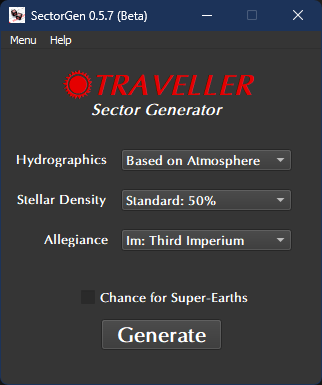 SectorGen 0.5.7 (Beta)
Menu Help
TRAVELLER
Sector Generator
Hydrographics Based on Atmosphere
Stellar Density Standard: 50%
Allegiance Im: Third Imperium
Chance for Super-Earths
Generate